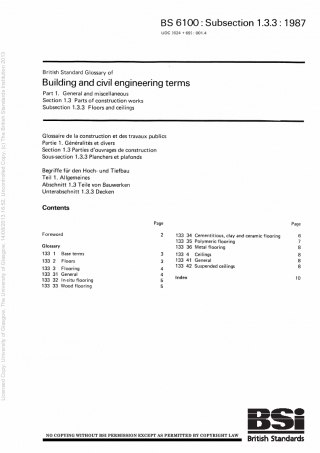 BS 6100 : Subsection 1.3.3 : 1987
UDC 1624 + 69): 001.4
British Standard Glossary of
Building and civil engineering terms
Part 1. General and miscellaneous
Section 1.3 Parts of construction works
Subsection 1.3.3 Floors and ceilings
Glossaire de la construction et des travaux publics
Partie 1. Généralités et divers
Section 1.3 Parties d'ouvrages de construction
Sous-section 1.3.3 Planchers et plafonds
Begriffe für den Hoch- und Tiefbau
Teil 1. Allgemeines
Abschnitt 1.3 Teile von Bauwerken
Unterabschnitt 1.3.3 Decken
Contents
Page
Foreword 2
Glossary
133 1 Base terms 3
133 2 Floors 3
133 3 Flooring 4
133 31 General 4
133 32 In-situ flooring 5
133 33 Wood flooring 5
Page
133 34 Cementitious, clay and ceramic flooring 6
133 35 Polymeric flooring 7
133 36 Metal flooring 8
133 4 Ceilings 8
133 41 General 8
133 42 Suspended ceilings 8
Index 10
Licensed Copy: University of Glasgow, The University of Glasgow, 14/09/2013 10:52, Uncontrolled Copy, (c) The British Standards Institution 2013
NO COPYING WITHOUT BSI PERMISSION EXCEPT AS PERMITTED BY COPYRIGHT LAW
BSi
British Standards